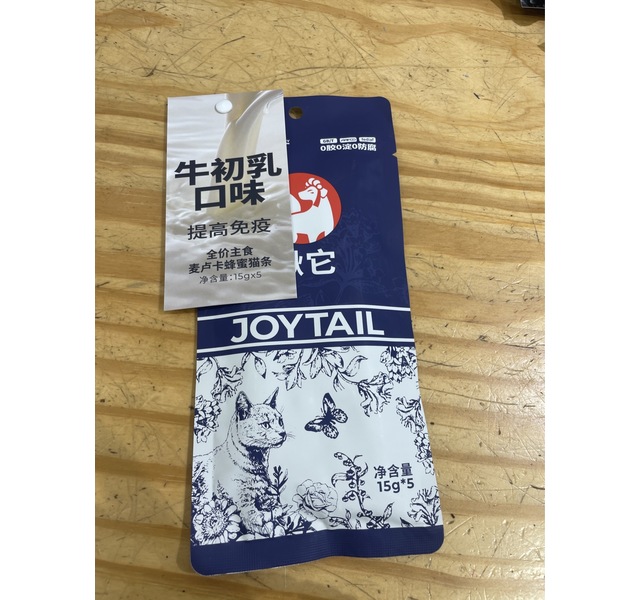 牛初乳
口味
提高免疫
全价主食
麦卢卡蜂蜜猫条
净含量:15gx5
0胶0淀0防腐
它
JOYTAIL
净含量
15g*5